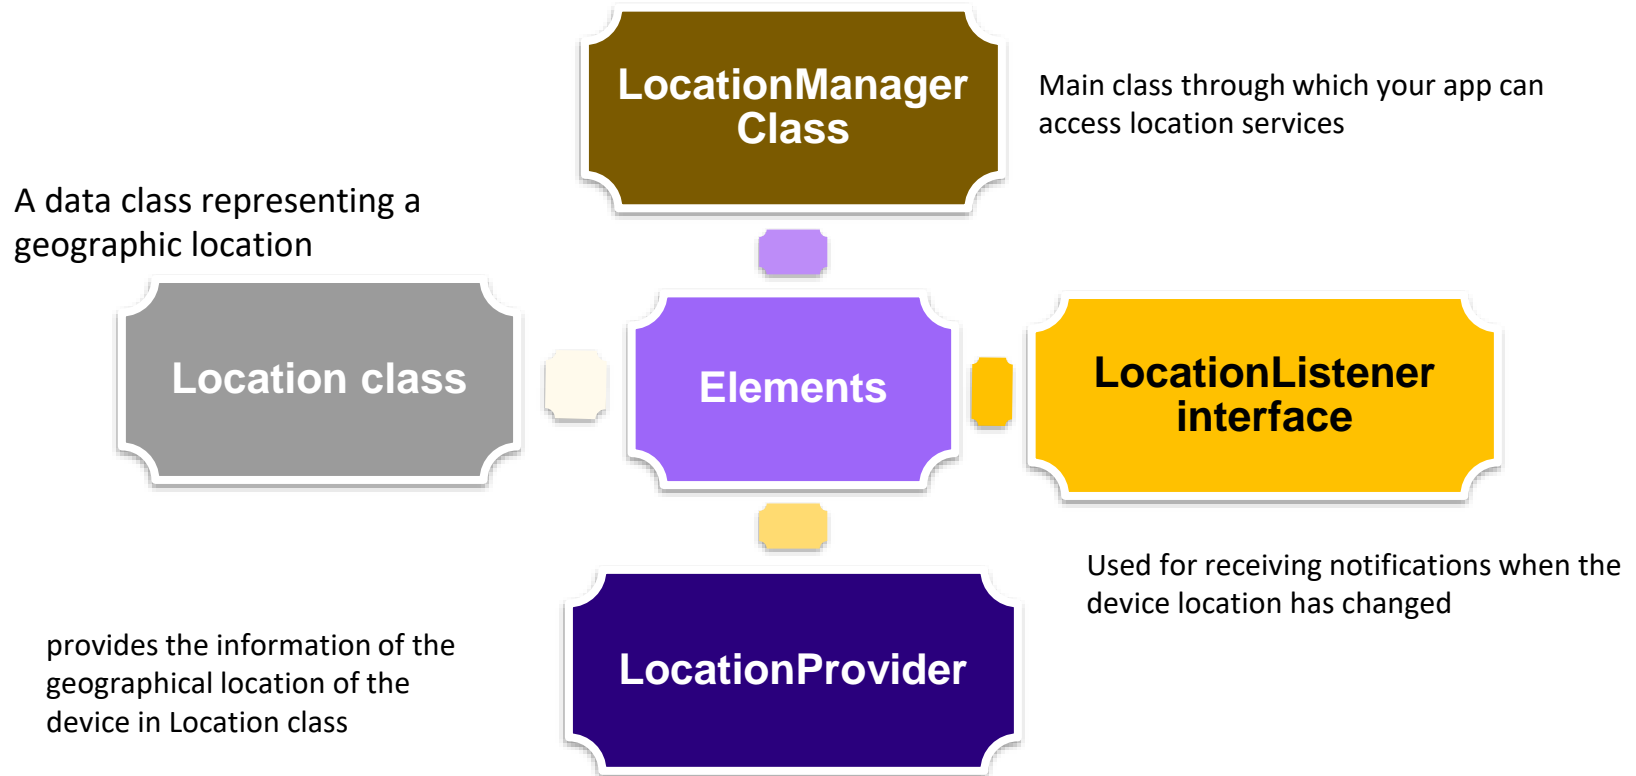 LocationManager
Class
Main class through which your app can
access location services
A data class representing a
geographic location
Location class
Elements
LocationListener
interface
Used for receiving notifications when the
device location has changed
provides the information of the
geographical location of the
device in Location class
LocationProvider